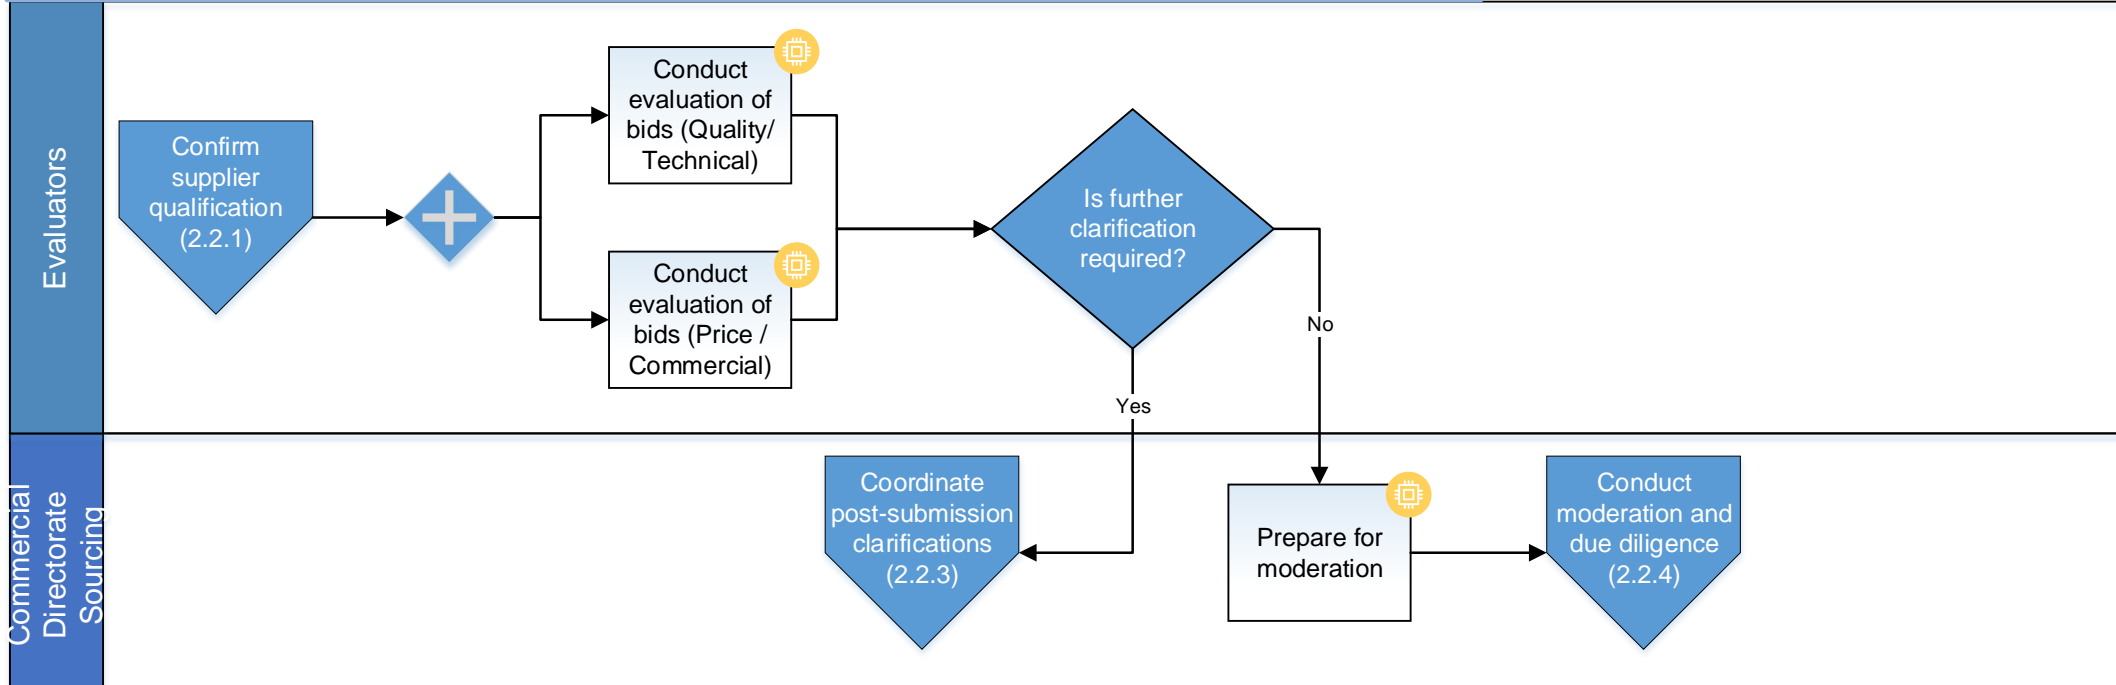 Evaluators
Confirm
supplier
qualification
(2.2.1)
Conduct
evaluation of
bids (Quality/
Technical)
Conduct
evaluation of
bids (Price /
Commercial)
Is further
clarification
required?
No
Yes
Commercial
Directorate
Sourcing
Coordinate
post-submission
clarifications
(2.2.3)
Prepare for
moderation
Conduct
moderation and
due diligence
(2.2.4)